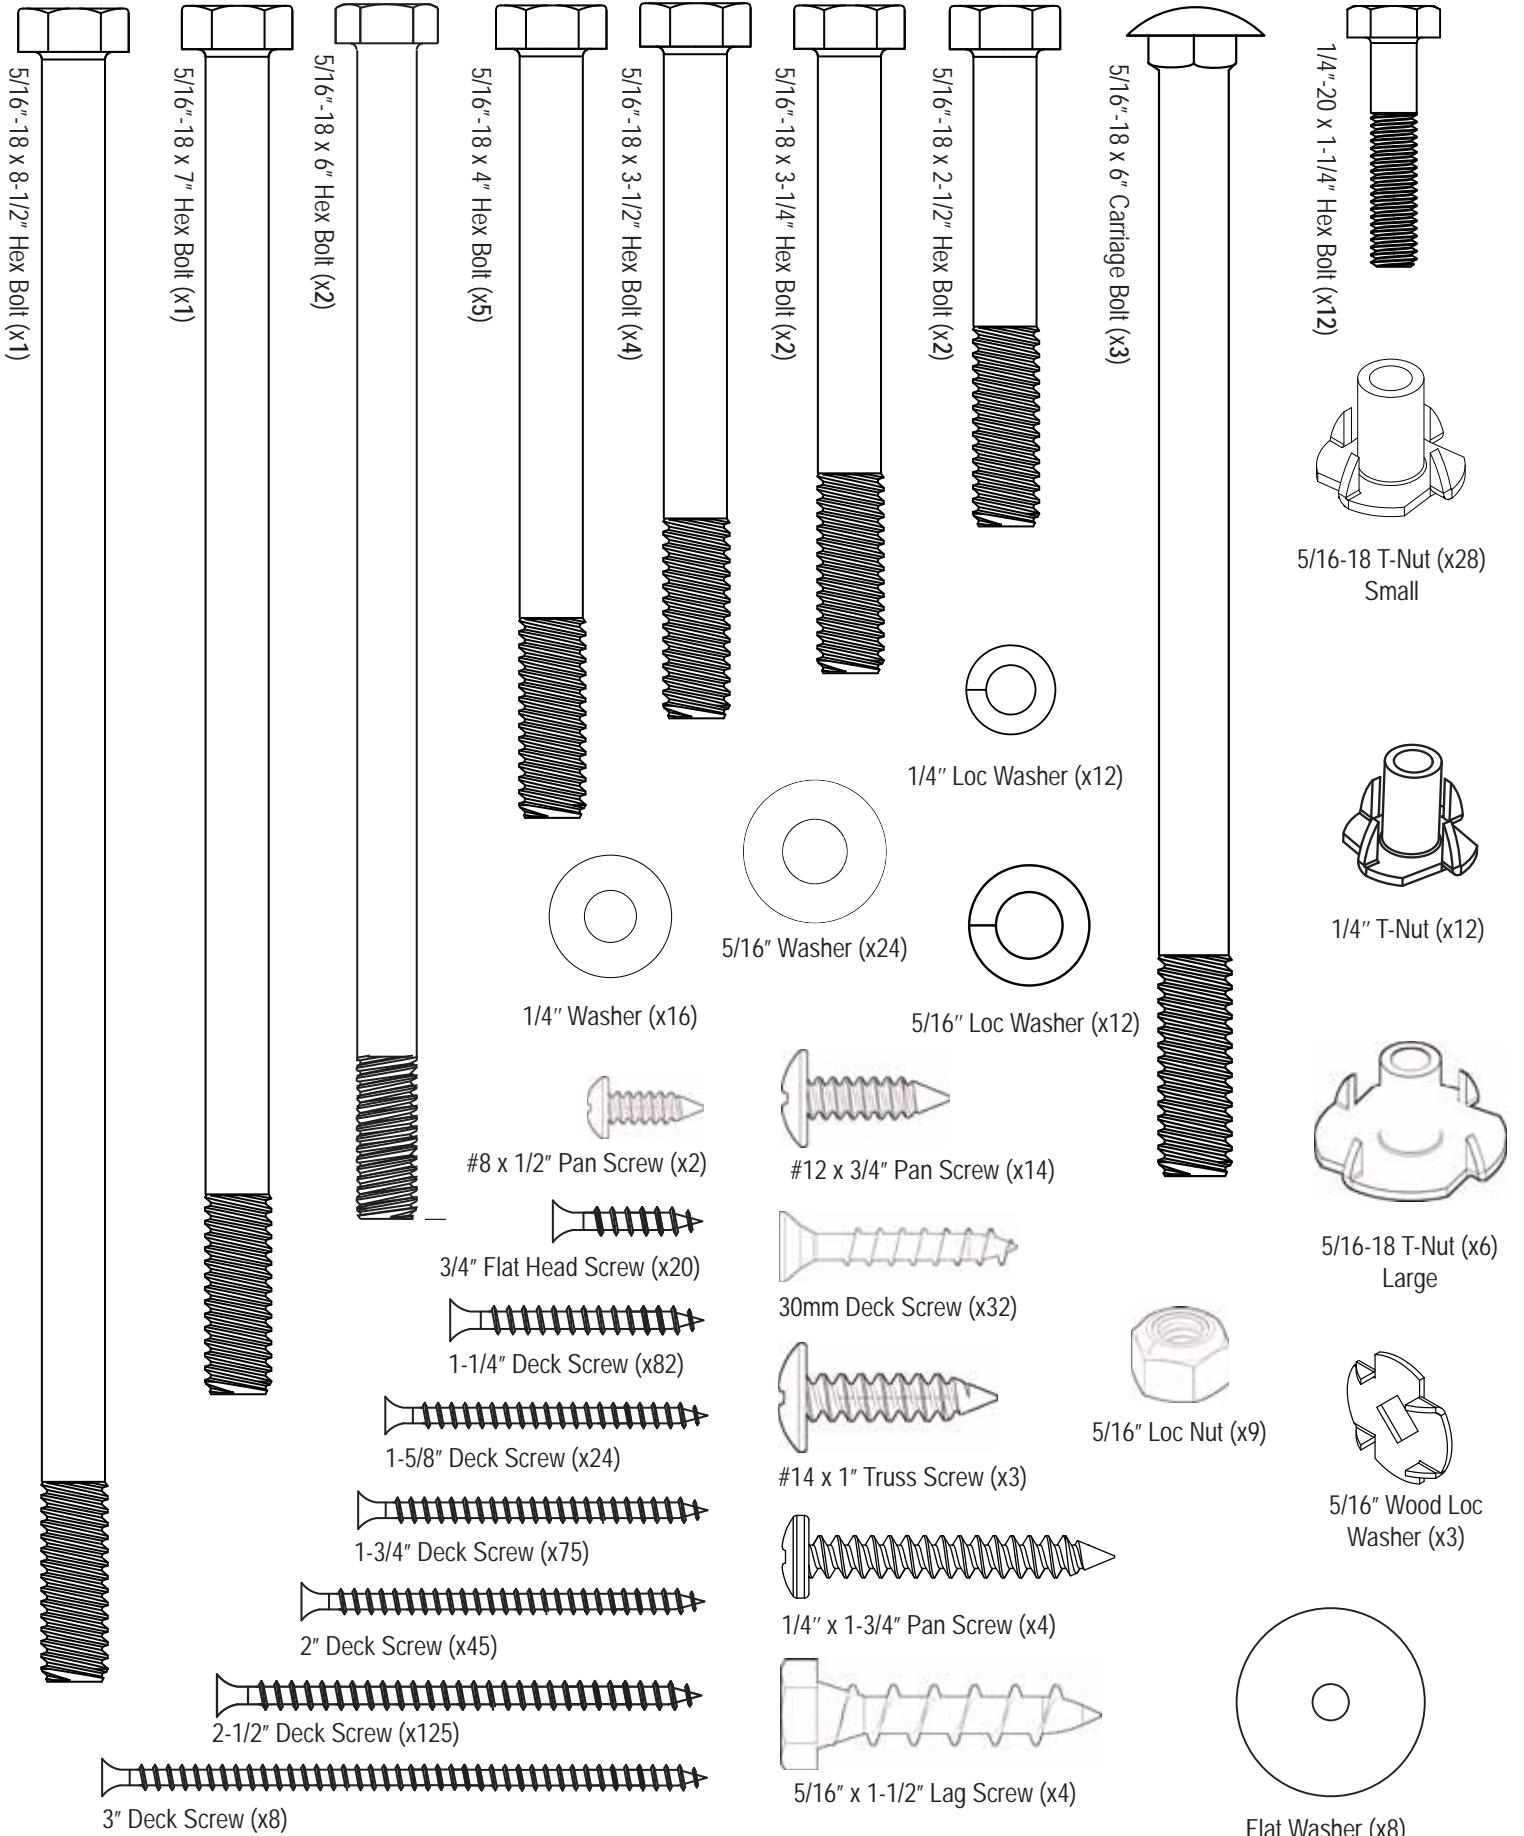 5/16"-18 x 8-1/2" Hex Bolt (x1)
5/16"-18 x 7" Hex Bolt (x1)
5/16"-18 x 6" Hex Bolt (x2)
5/16"-18 x 4" Hex Bolt (x5)
5/16"-18 x 3-1/2" Hex Bolt (x4)
5/16"-18 x 3-1/4" Hex Bolt (x2)
5/16"-18 x 2-1/2" Hex Bolt (x2)
5/16"-18 x 6" Carriage Bolt (x3)
1/4"-20 x 1-1/4" Hex Bolt (x12)
5/16-18 T-Nut (x28)
Small
1/4" Loc Washer (x12)
1/4" T-Nut (x12)
5/16" Washer (x24)
1/4" Washer (x16)
5/16" Loc Washer (x12)
#8 x 1/2" Pan Screw (x2)
#12 x 3/4" Pan Screw (x14)
5/16-18 T-Nut (x6)
Large
3/4" Flat Head Screw (x20)
30mm Deck Screw (x32)
1-1/4" Deck Screw (x82)
5/16" Loc Nut (x9)
1-5/8" Deck Screw (x24)
#14 x 1" Truss Screw (x3)
5/16" Wood Loc
Washer (x3)
1-3/4" Deck Screw (x75)
1/4" x 1-3/4" Pan Screw (x4)
2" Deck Screw (x45)
2-1/2" Deck Screw (x125)
5/16" x 1-1/2" Lag Screw (x4)
3" Deck Screw (x8)
Flat Washer (x8)